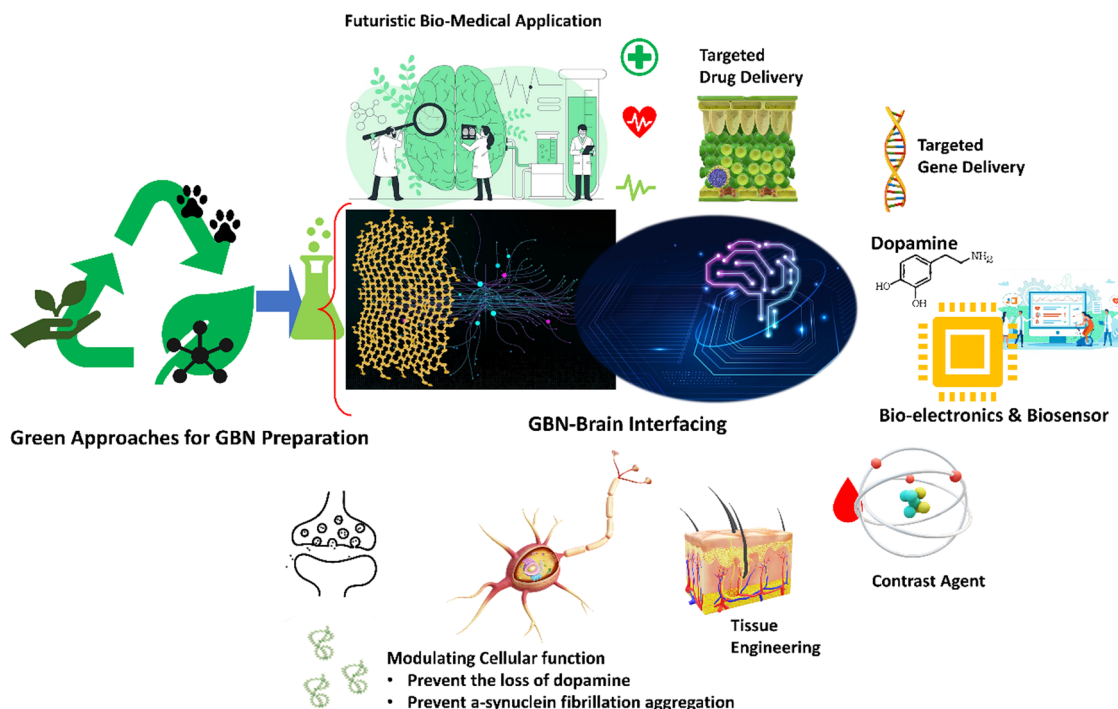 Futuristic Bio-Medical Application
Targeted
Drug Delivery
Targeted
Gene Delivery
Dopamine
NH2
HO
OH
Bio-electronics & Biosensor
Green Approaches for GBN Preparation
GBN-Brain Interfacing
Contrast Agent
Tissue
Engineering
Modulating Cellular function
• Prevent the loss of dopamine
• Prevent a-synuclein fibrillation aggregation